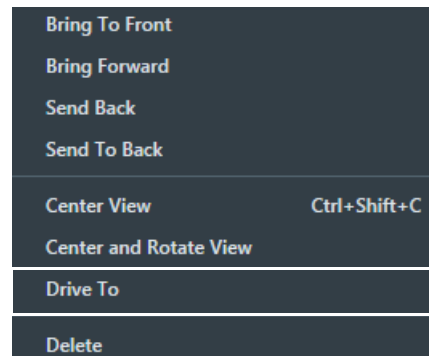 Bring To Front
Bring Forward
Send Back
Send To Back
Center View Ctrl+Shift+C
Center and Rotate View
Drive To
Delete